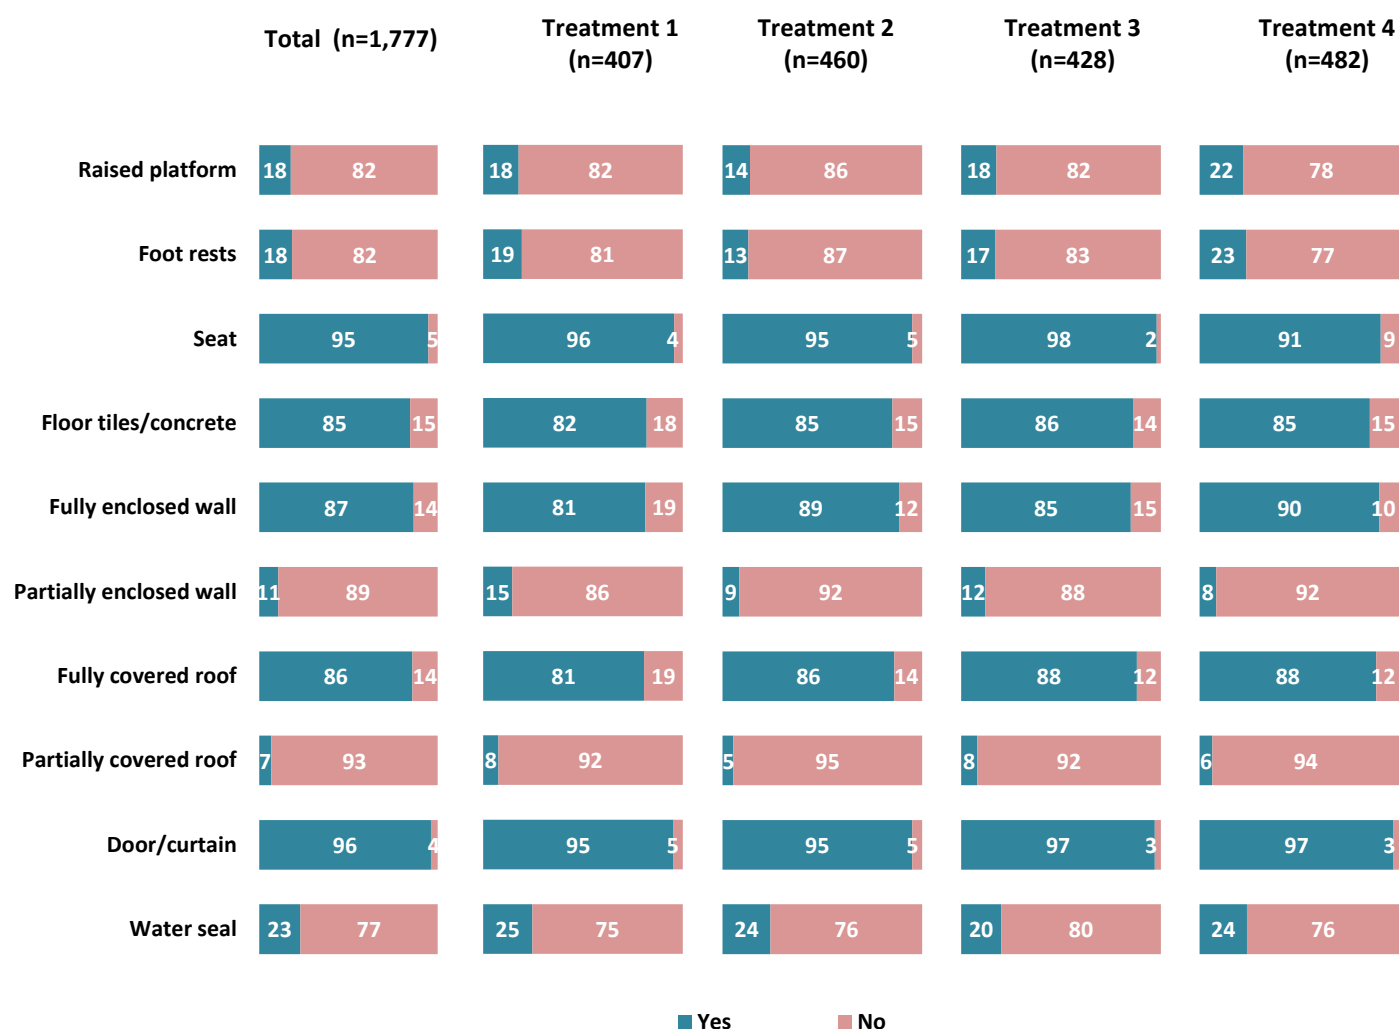 Total (n=1,777) Treatment 1 Treatment 2 Treatment 3 Treatment 4
(n=407) (n=460) (n=428) (n=482)
Raised platform 18 82 18 82 14 86 18 82 22 78
Foot rests 18 82 19 81 13 87 17 83 23 77
Seat 95 5 96 4 95 5 98 2 91 9
Floor tiles/concrete 85 15 82 18 85 15 86 14 85 15
Fully enclosed wall 87 14 81 19 89 12 85 15 90 10
Partially enclosed wall 11 89 15 86 9 92 12 88 8 92
Fully covered roof 86 14 81 19 86 14 88 12 88 12
Partially covered roof 7 93 8 92 5 95 8 92 6 94
Door/curtain 96 4 95 5 95 5 97 3 97 3
Water seal 23 77 25 75 24 76 20 80 24 76
Yes No